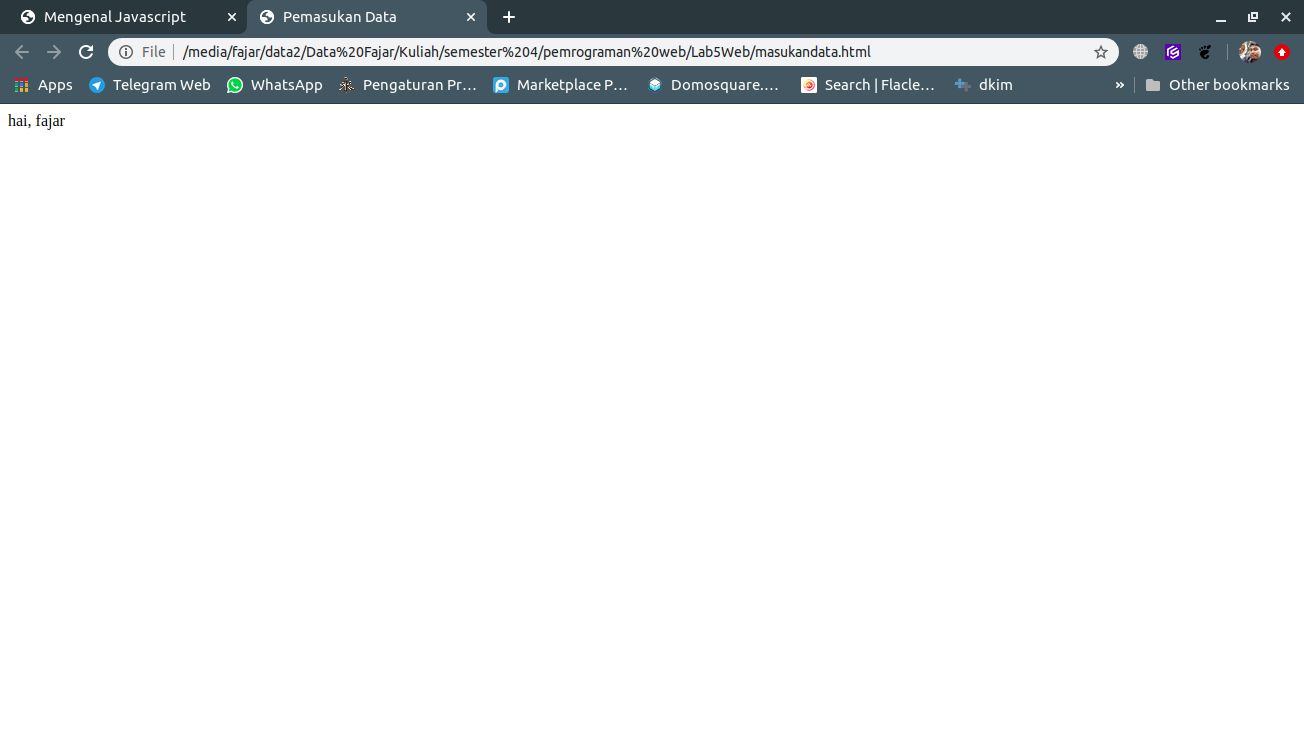 Mengenal Javascript
Pemasukan Data
File /media/fajar/data2/Data%20Fajar/Kuliah/semester%204/pemrograman%20web/Lab5Web/masukandata.html
Apps Telegram Web WhatsApp Pengaturan Pr... Marketplace P... Domosquare.... Search | Flacle... dkim » Other bookmarks
hai, fajar